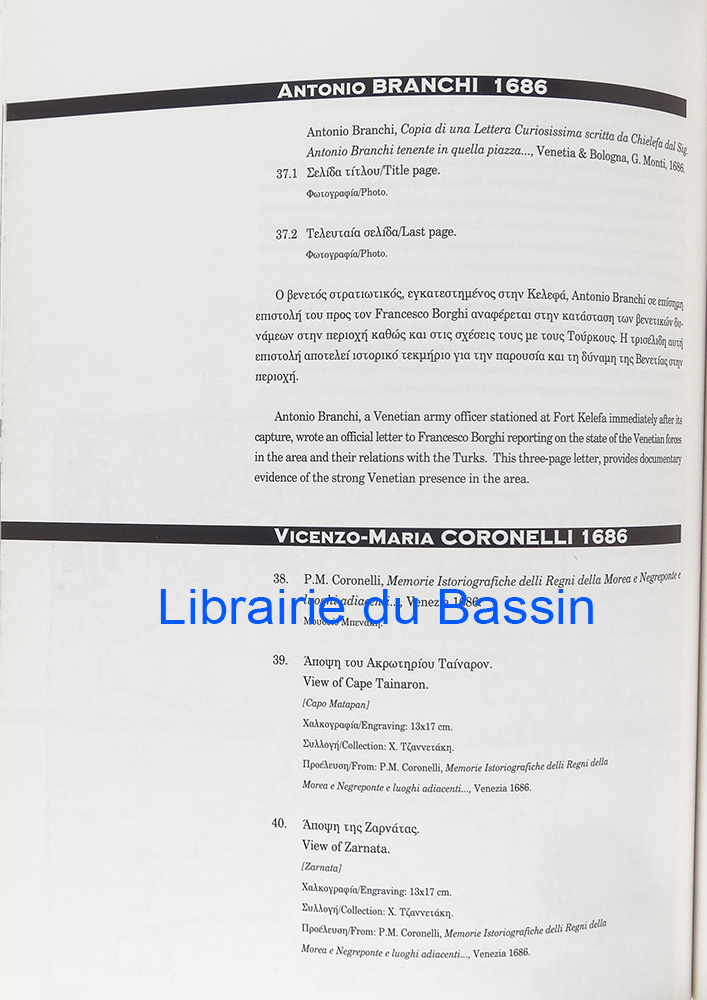 ANTONIO BRANCHI 1686
Antonio Branchi, Copia di una Lettera Curiosissima scritta da Chielefa dal Sig.
Antonio Branchi tenente in quella piazza..., Venetia & Bologna, G. Monti, 1686.
37.1 Σελίδα τίτλου/Title page.
Φωτογραφία/Photo.
37.2 Τελευταία σελίδα/Last page.
Φωτογραφία/Photo.
Ο βενετός στρατιωτικός, εγκατεστημένος στην Κελεφά, Antonio Branchi σε επίσημη
επιστολή του προς τον Francesco Borghi αναφέρεται στην κατάσταση των βενετικών δυ-
νάμεων στην περιοχή καθώς και στις σχέσεις τους με τους Τούρκους. Η τρισέλιδη αυτή
επιστολή αποτελεί ιστορικό τεκμήριο για την παρουσία και τη δύναμη της Βενετίας στην
περιοχή.
Antonio Branchi, a Venetian army officer stationed at Fort Kelefa immediately after its
capture, wrote an official letter to Francesco Borghi reporting on the state of the Venetian forces
in the area and their relations with the Turks. This three-page letter, provides documentary
evidence of the strong Venetian presence in the area.
VICENZO-MARIA CORONELLI 1686
38. P.M. Coronelli, Memorie Istoriografiche delli Regni della Morea e Negreponte e
luoghi adiacenti..., Venezia 1686.
Μουσείο Μπενάκη.
Librairie du Bassin
39. Άποψη του Ακρωτηρίου Ταίναρον.
View of Cape Tainaron.
[Capo Matapan]
Χαλκογραφία/Engraving: 13x17 cm.
Συλλογή/Collection: Χ. Τζαννετάκη.
Προέλευση/From: P.M. Coronelli, Memorie Istoriografiche delli Regni della
Morea e Negreponte e luoghi adiacenti..., Venezia 1686.
40. Άποψη της Ζαρνάτας.
View of Zarnata.
[Zarnata]
Χαλκογραφία/Engraving: 13x17 cm.
Συλλογή/Collection: Χ. Τζαννετάκη.
Προέλευση/From: P.M. Coronelli, Memorie Istoriografiche delli Regni della
Morea e Negreponte e luoghi adiacenti..., Venezia 1686.